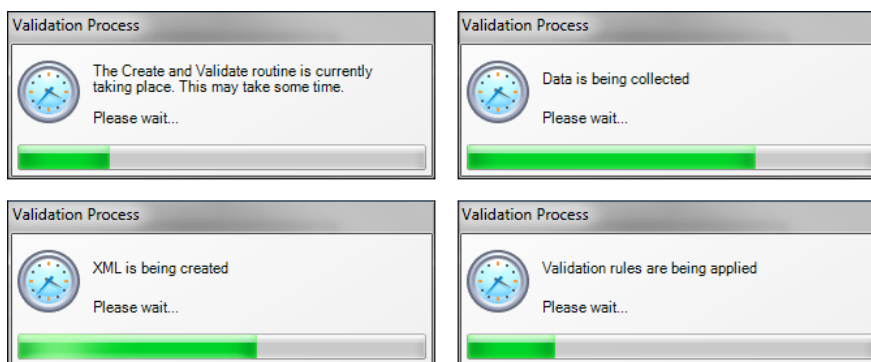 Validation Process
The Create and Validate routine is currently
taking place. This may take some time.
Please wait...
Validation Process
Data is being collected
Please wait...
Validation Process
XML is being created
Please wait...
Validation Process
Validation rules are being applied
Please wait...